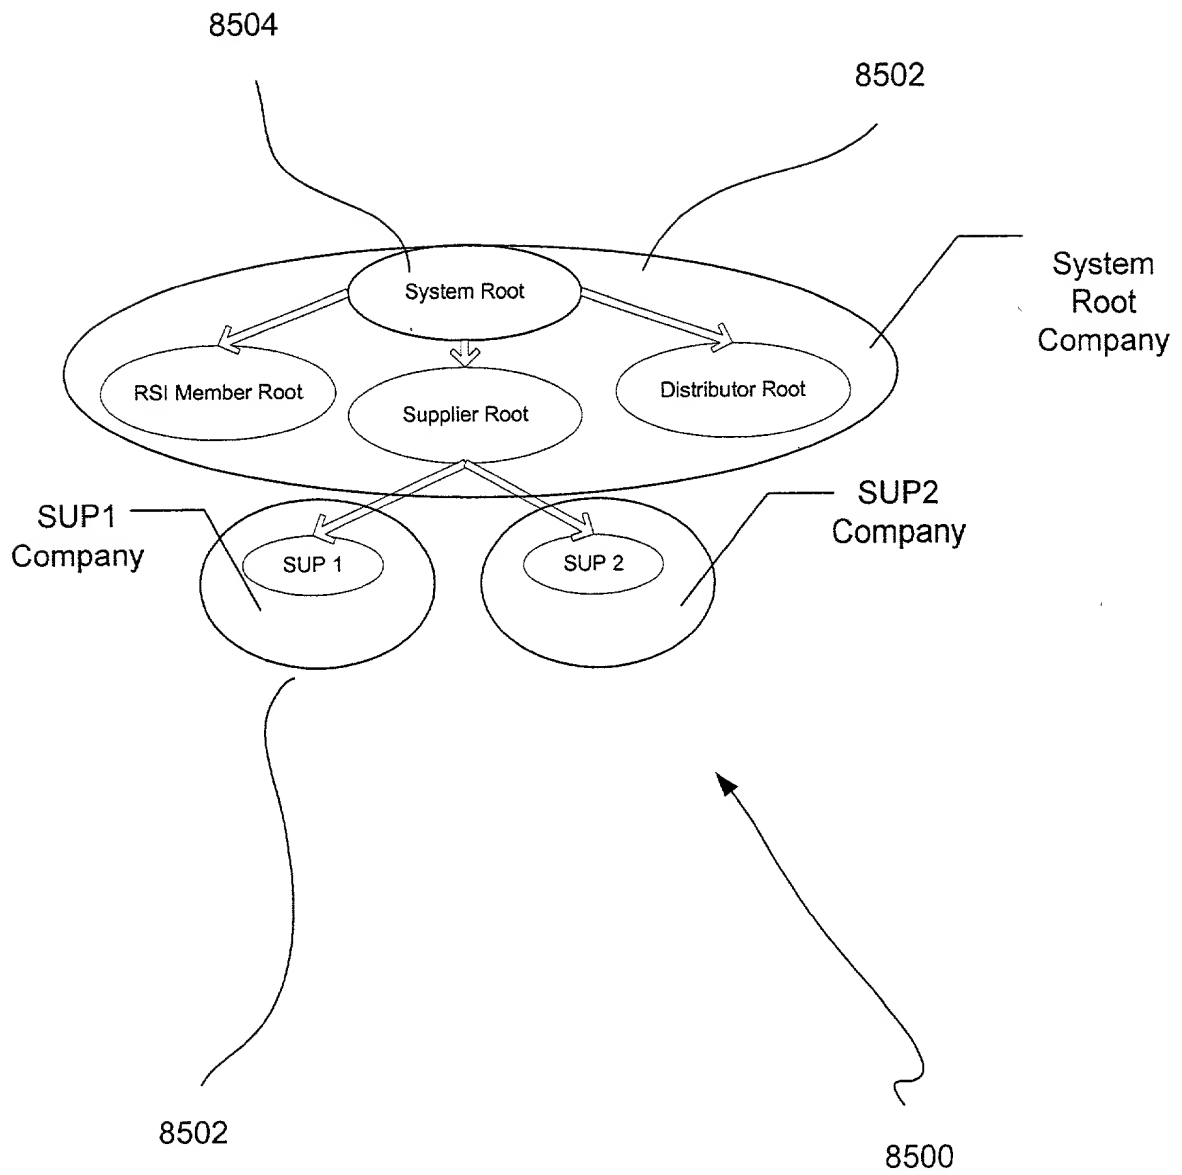 8504
8502
System
Root
Company
System Root
RSI Member Root
Supplier Root
Distributor Root
SUP1
Company
SUP2
Company
SUP 1
SUP 2
8502
8500